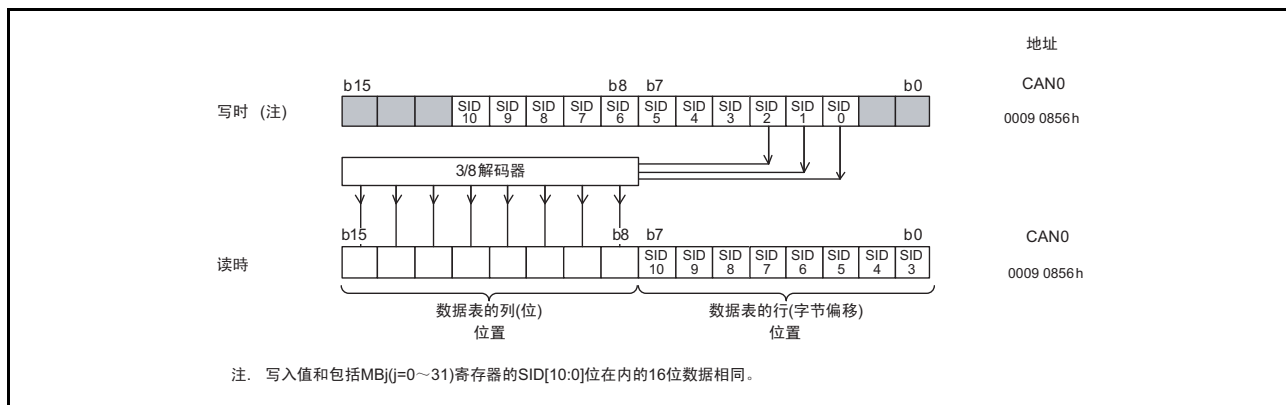 地址
b15 b8 b7 b0 CAN0
写时 (注) SID 10 SID 9 SID 8 SID 7 SID 6 SID 5 SID 4 SID 3 SID 2 SID 1 SID 0 0009 0856h
3/8解码器
b15 b8 b7 b0 CAN0
读時 SID 10 SID 9 SID 8 SID 7 SID 6 SID 5 SID 4 SID 3 0009 0856h
数据表的列(位) 数据表的行(字节偏移)
位置 位置
注. 写入值和包括MBj(j=0～31)寄存器的SID[10:0]位在内的16位数据相同。